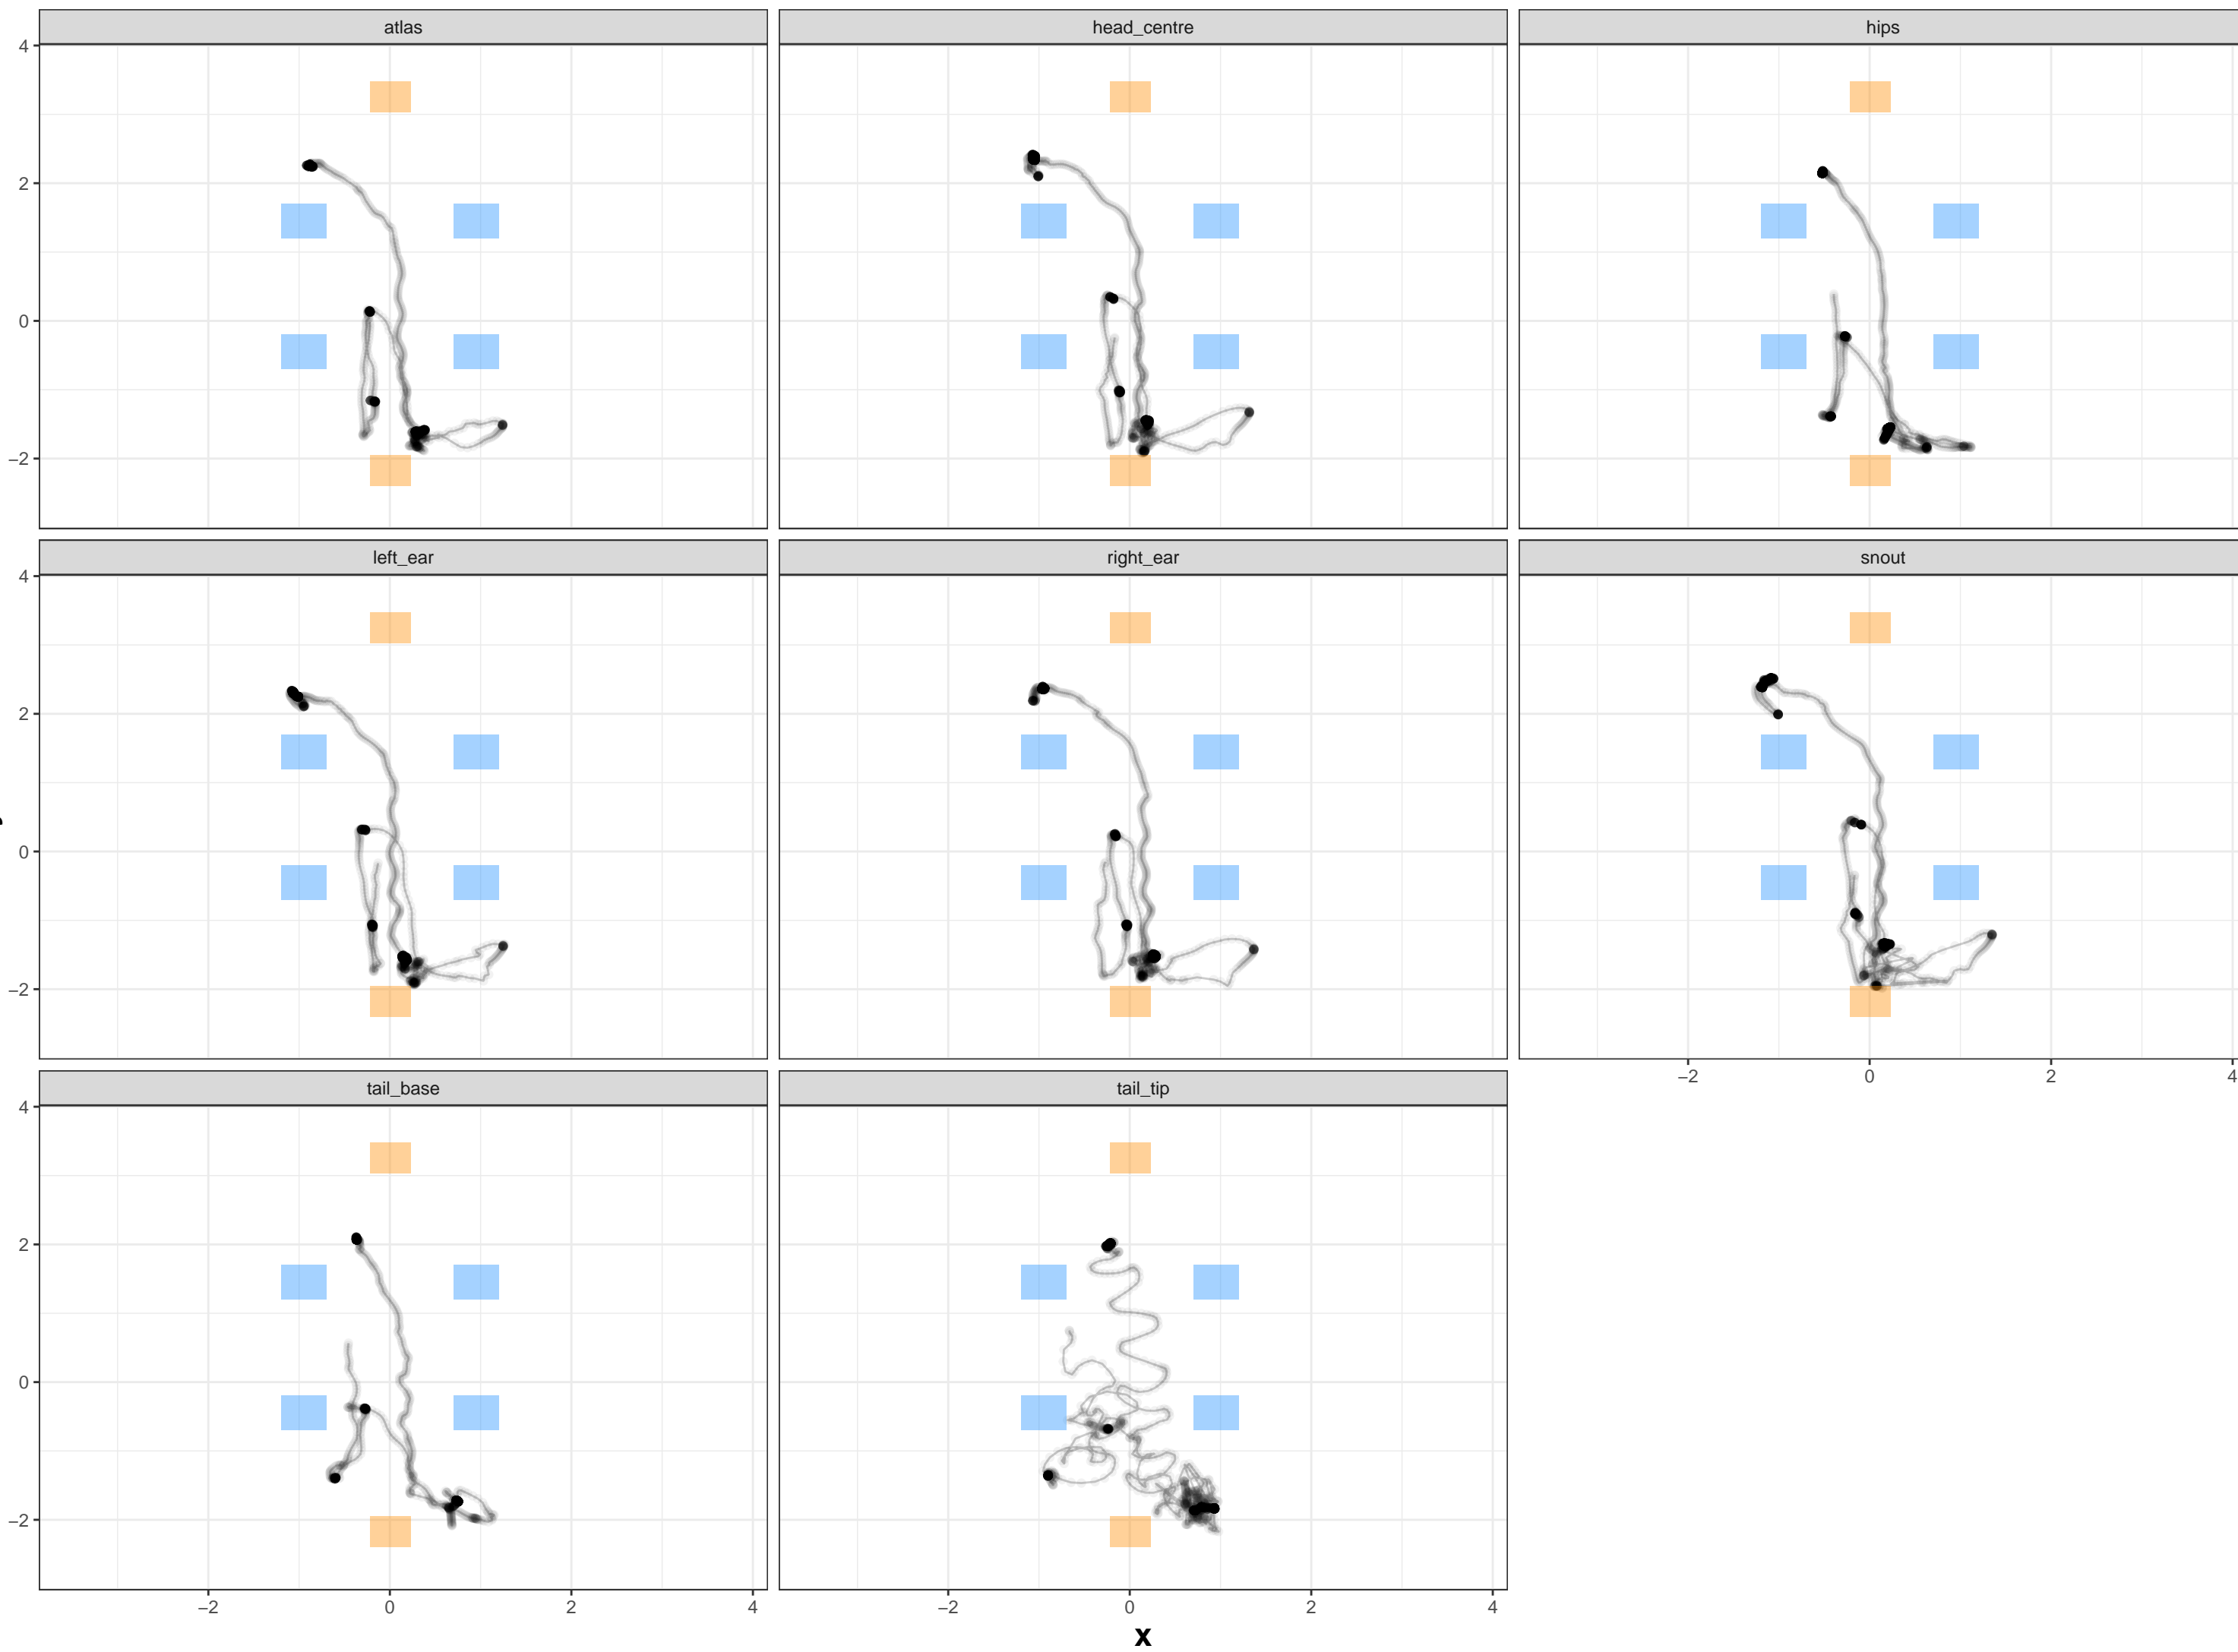 atlas head_centre hips
4
2
0
−2
left_ear right_ear snout
4
2
0
−2
−2 0 2 4
tail_base tail_tip
4
2
0
−2
−2 0 2 4 −2 0 2 4
x